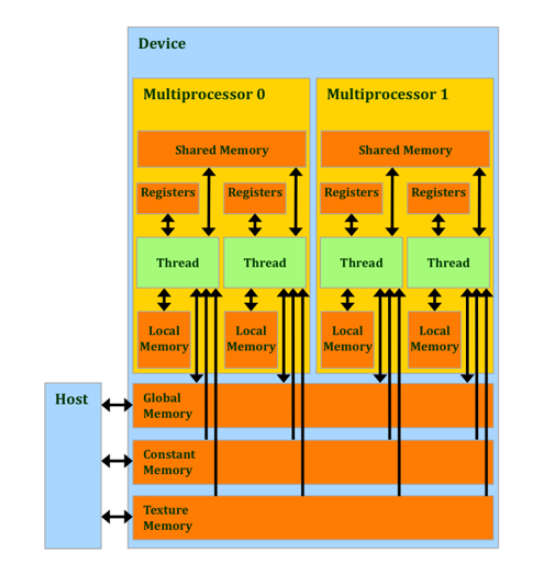 Device
Multiprocessor 0
Multiprocessor 1
Shared Memory
Shared Memory
Registers
Registers
Registers
Registers
Thread
Thread
Thread
Thread
Local
Memory
Local
Memory
Local
Memory
Local
Memory
Host
Global
Memory
Constant
Memory
Texture
Memory